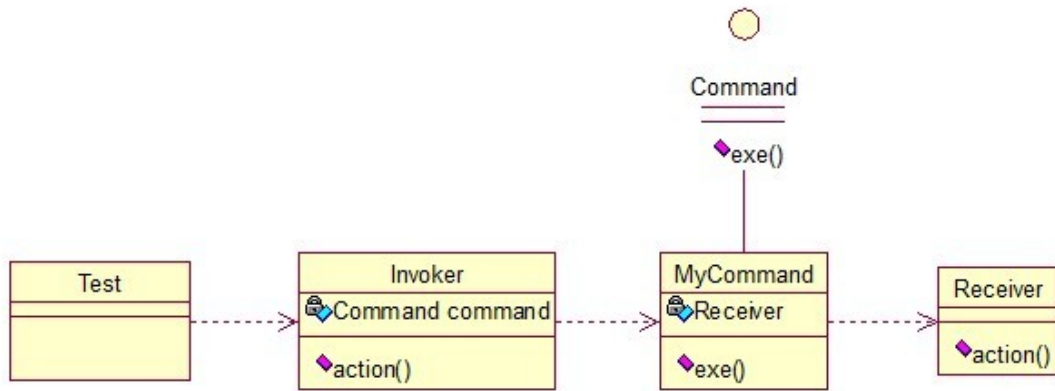 Command
exe()
Test
Invoker
Command command
action()
MyCommand
Receiver
exe()
Receiver
action()